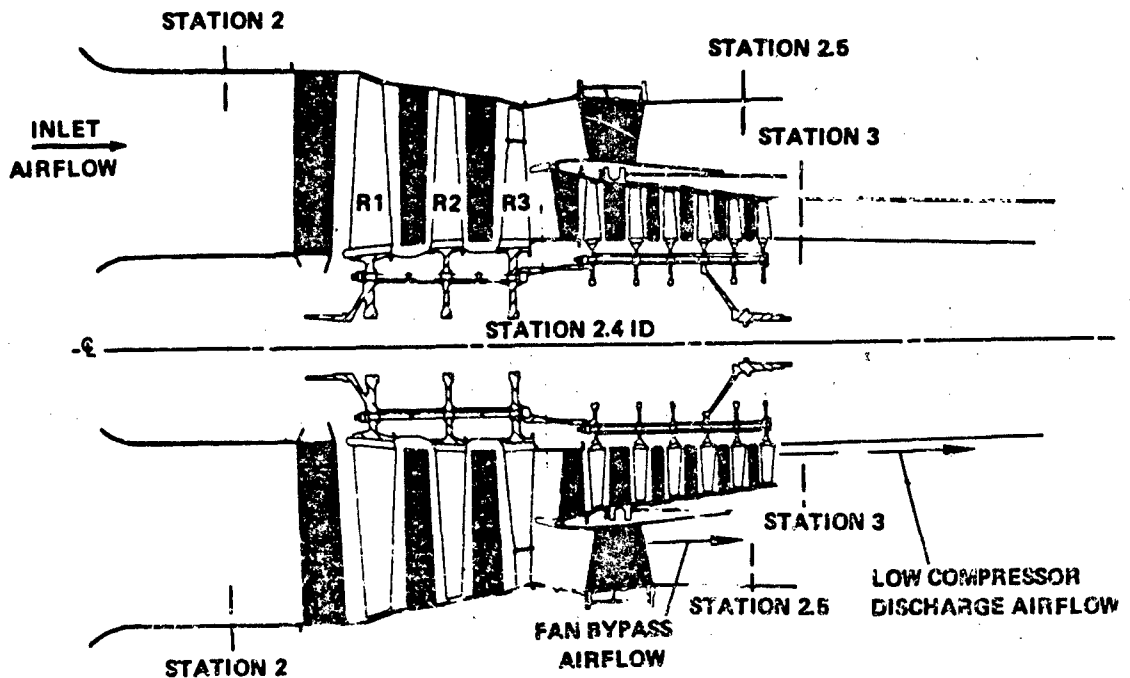 STATION 2
STATION 2.5
INLET
AIRFLOW
STATION 3
R1
R2
R3
STATION 2.4 ID
℄
STATION 3
LOW COMPRESSOR
DISCHARGE AIRFLOW
STATION 2.5
FAN BYPASS
AIRFLOW
STATION 2